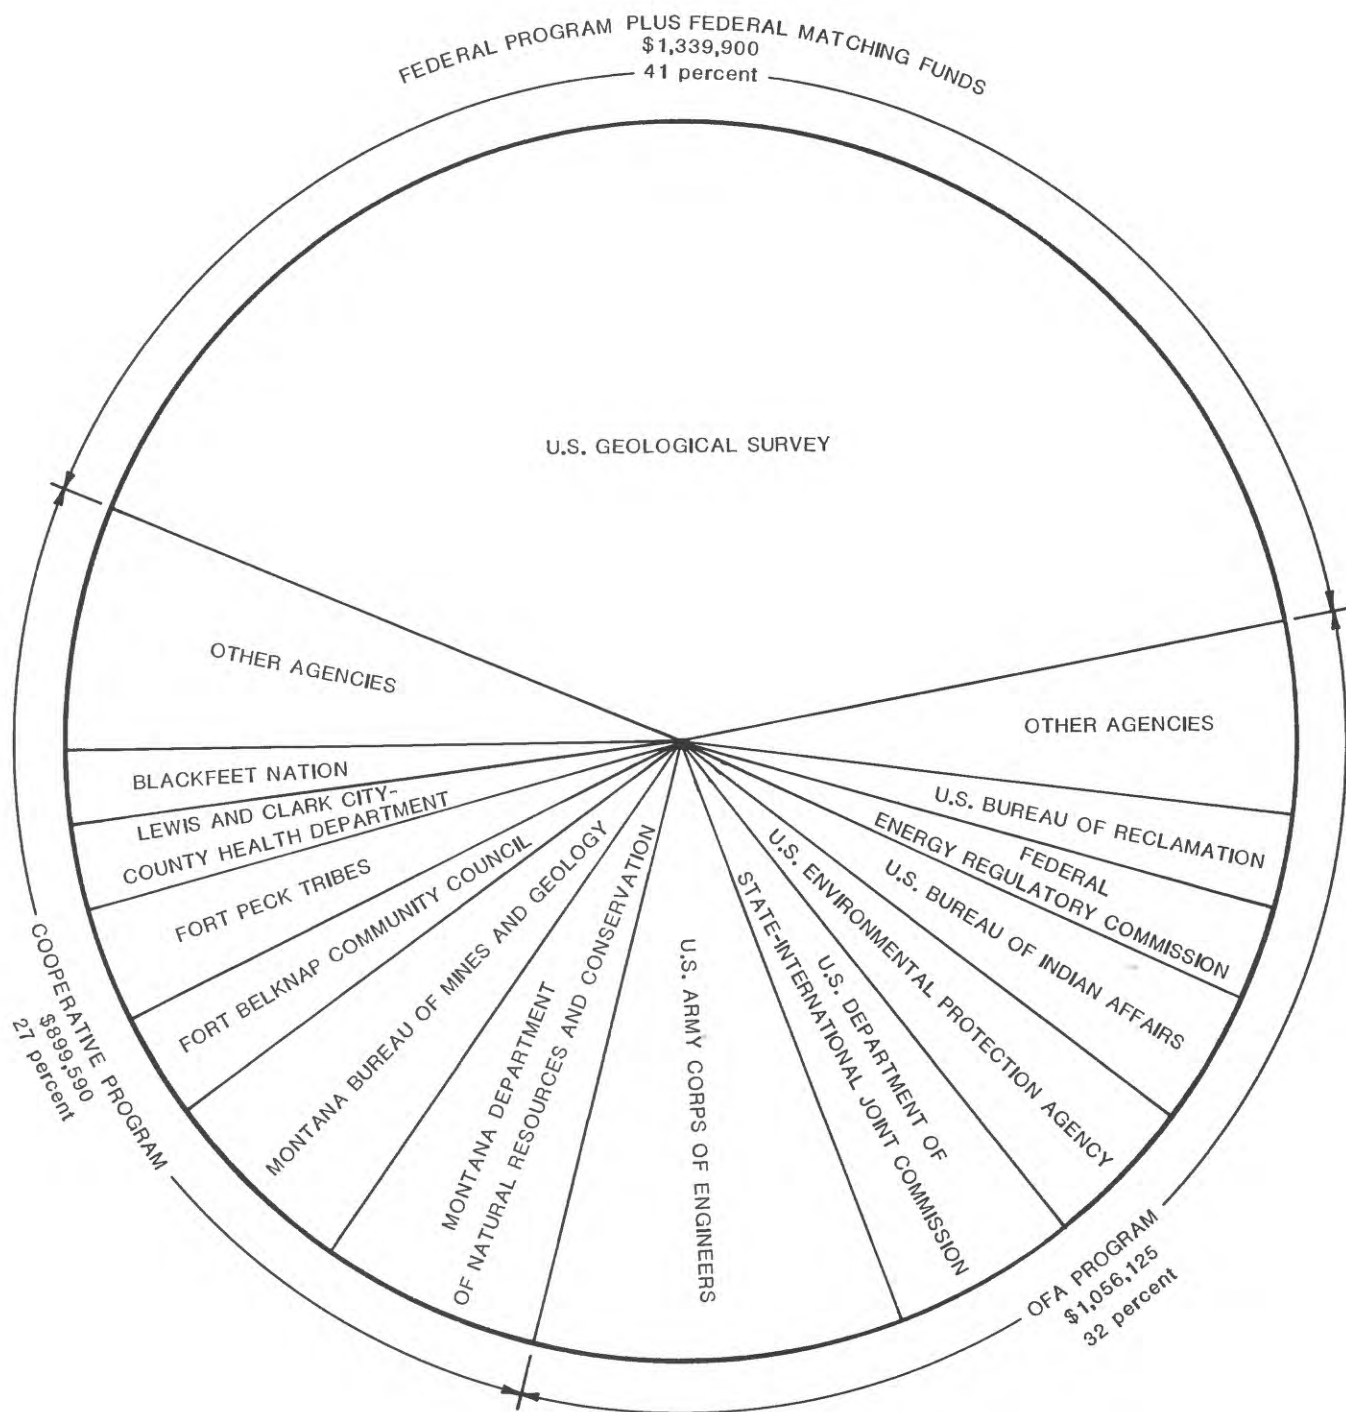 FEDERAL PROGRAM PLUS FEDERAL MATCHING FUNDS
$1,339,900
41 percent
U.S. GEOLOGICAL SURVEY
OTHER AGENCIES
BLACKFEET NATION
LEWIS AND CLARK CITY-
COUNTY HEALTH DEPARTMENT
FORT PECK TRIBES
FORT BELKNAP COMMUNITY COUNCIL
MONTANA BUREAU OF MINES AND GEOLOGY
MONTANA DEPARTMENT
OF NATURAL RESOURCES AND CONSERVATION
U.S. ARMY CORPS OF ENGINEERS
U.S. DEPARTMENT OF
STATE-INTERNATIONAL JOINT COMMISSION
U.S. ENVIRONMENTAL PROTECTION AGENCY
U.S. BUREAU OF INDIAN AFFAIRS
FEDERAL
ENERGY REGULATORY COMMISSION
U.S. BUREAU OF RECLAMATION
OTHER AGENCIES
COOPERATIVE PROGRAM
$899,590
27 percent
OFA PROGRAM
$1,056,125
32 percent